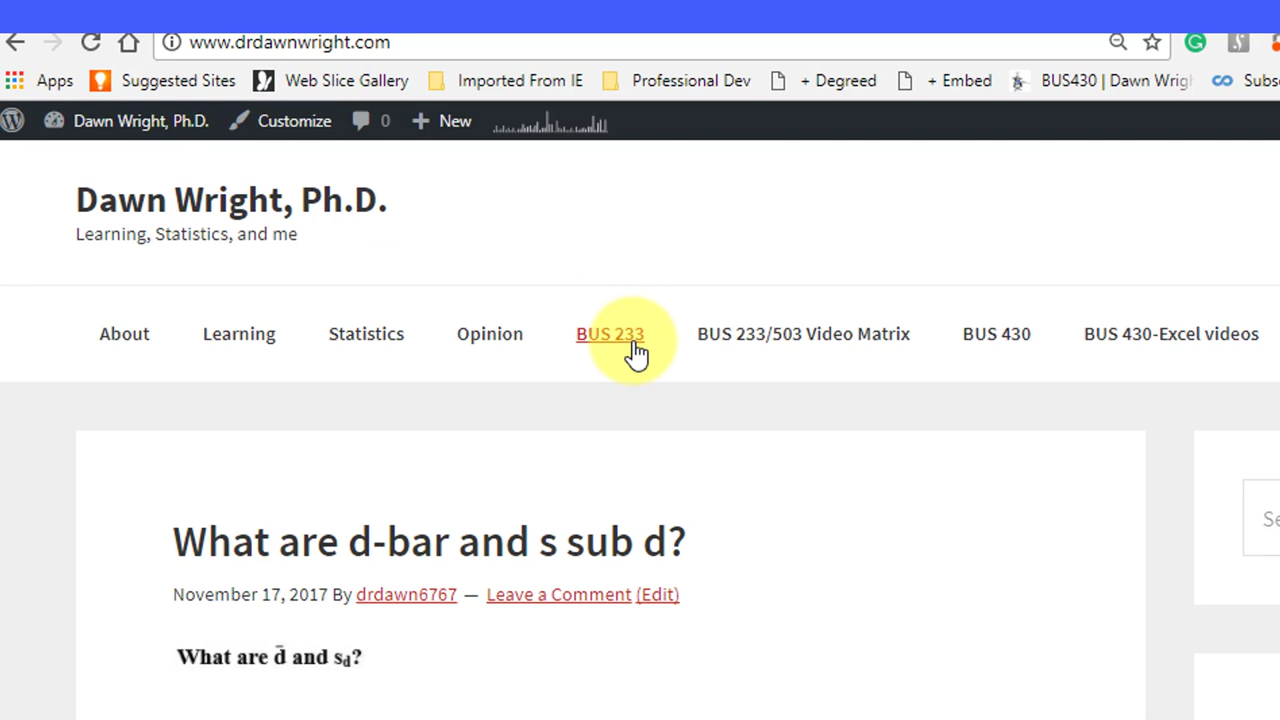 www.drdawnwright.com
Apps Suggested Sites Web Slice Gallery Imported From IE Professional Dev + Degreed + Embed BUS430 | Dawn Wrig Subs
Dawn Wright, Ph.D. Customize 0 New
Dawn Wright, Ph.D.
Learning, Statistics, and me
About Learning Statistics Opinion BUS 233 BUS 233/503 Video Matrix BUS 430 BUS 430-Excel videos
Se
What are d-bar and s sub d?
November 17, 2017 By drdawn6767 — Leave a Comment (Edit)
What are d̄ and s_d?